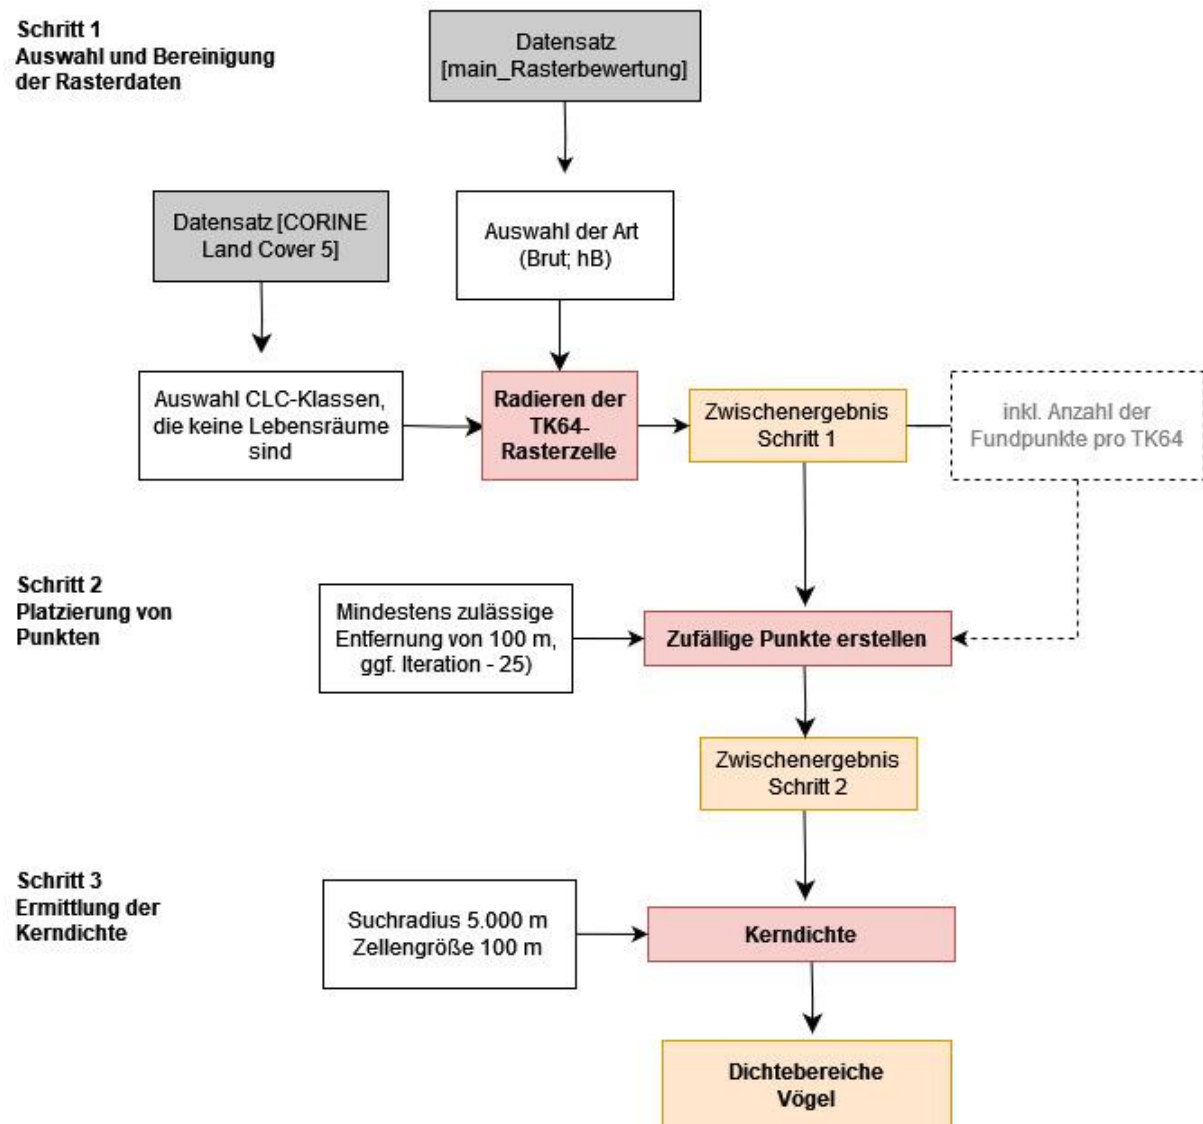 Schritt 1
Auswahl und Bereinigung
der Rasterdaten
Datensatz
[main_Rasterbewertung]
Datensatz [CORINE
Land Cover 5]
Auswahl der Art
(Brut; hB)
Auswahl CLC-Klassen,
die keine Lebensräume
sind
Radieren der
TK64-
Rasterzelle
Zwischenergebnis
Schritt 1
inkl. Anzahl der
Fundpunkte pro TK64
Schritt 2
Platzierung von
Punkten
Mindestens zulässige
Entfernung von 100 m,
ggf. Iteration - 25)
Zufällige Punkte erstellen
Zwischenergebnis
Schritt 2
Schritt 3
Ermittlung der
Kerndichte
Suchradius 5.000 m
Zellengröße 100 m
Kerndichte
Dichtebereiche
Vögel